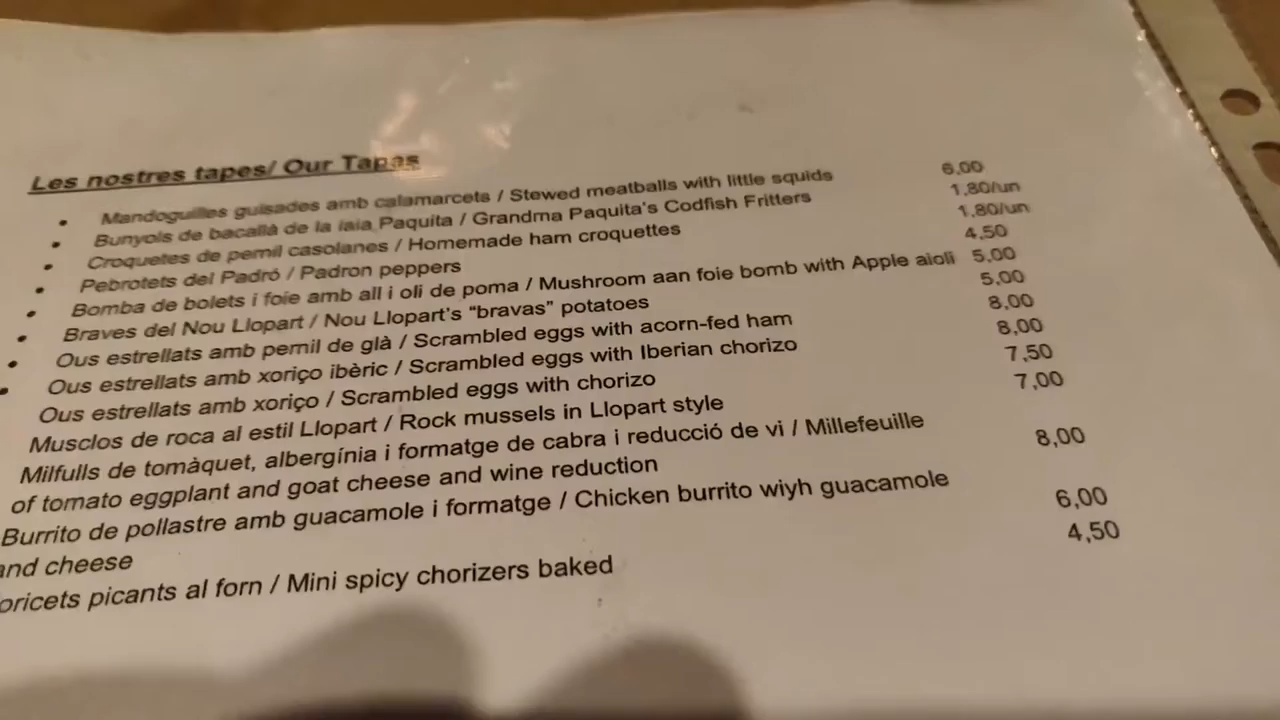 Les nostres tapes/ Our Tapas
Mandoguilles guisades amb calamarcets / Stewed meatballs with little squids 6,00
Bunyols de bacallà de la iaia Paquita / Grandma Paquita's Codfish Fritters 1,80/un
Croquetes de pernil casolanes / Homemade ham croquettes 1,80/un
Pebrotets del Padró / Padron peppers 4,50
Bomba de bolets i foie amb all i oli de poma / Mushroom aan foie bomb with Apple aioli 5,00
Braves del Nou Llopart / Nou Llopart's "bravas" potatoes 5,00
Ous estrellats amb pernil de glà / Scrambled eggs with acorn-fed ham 8,00
Ous estrellats amb xoriço ibèric / Scrambled eggs with Iberian chorizo 8,00
Ous estrellats amb xoriço / Scrambled eggs with chorizo 7,50
Musclos de roca al estil Llopart / Rock mussels in Llopart style 7,00
Milfulls de tomàquet, albergínia i formatge de cabra i reducció de vi / Millefeuille
of tomato eggplant and goat cheese and wine reduction 8,00
Burrito de pollastre amb guacamole i formatge / Chicken burrito wiyh guacamole
and cheese 6,00
oricets picants al forn / Mini spicy chorizers baked 4,50